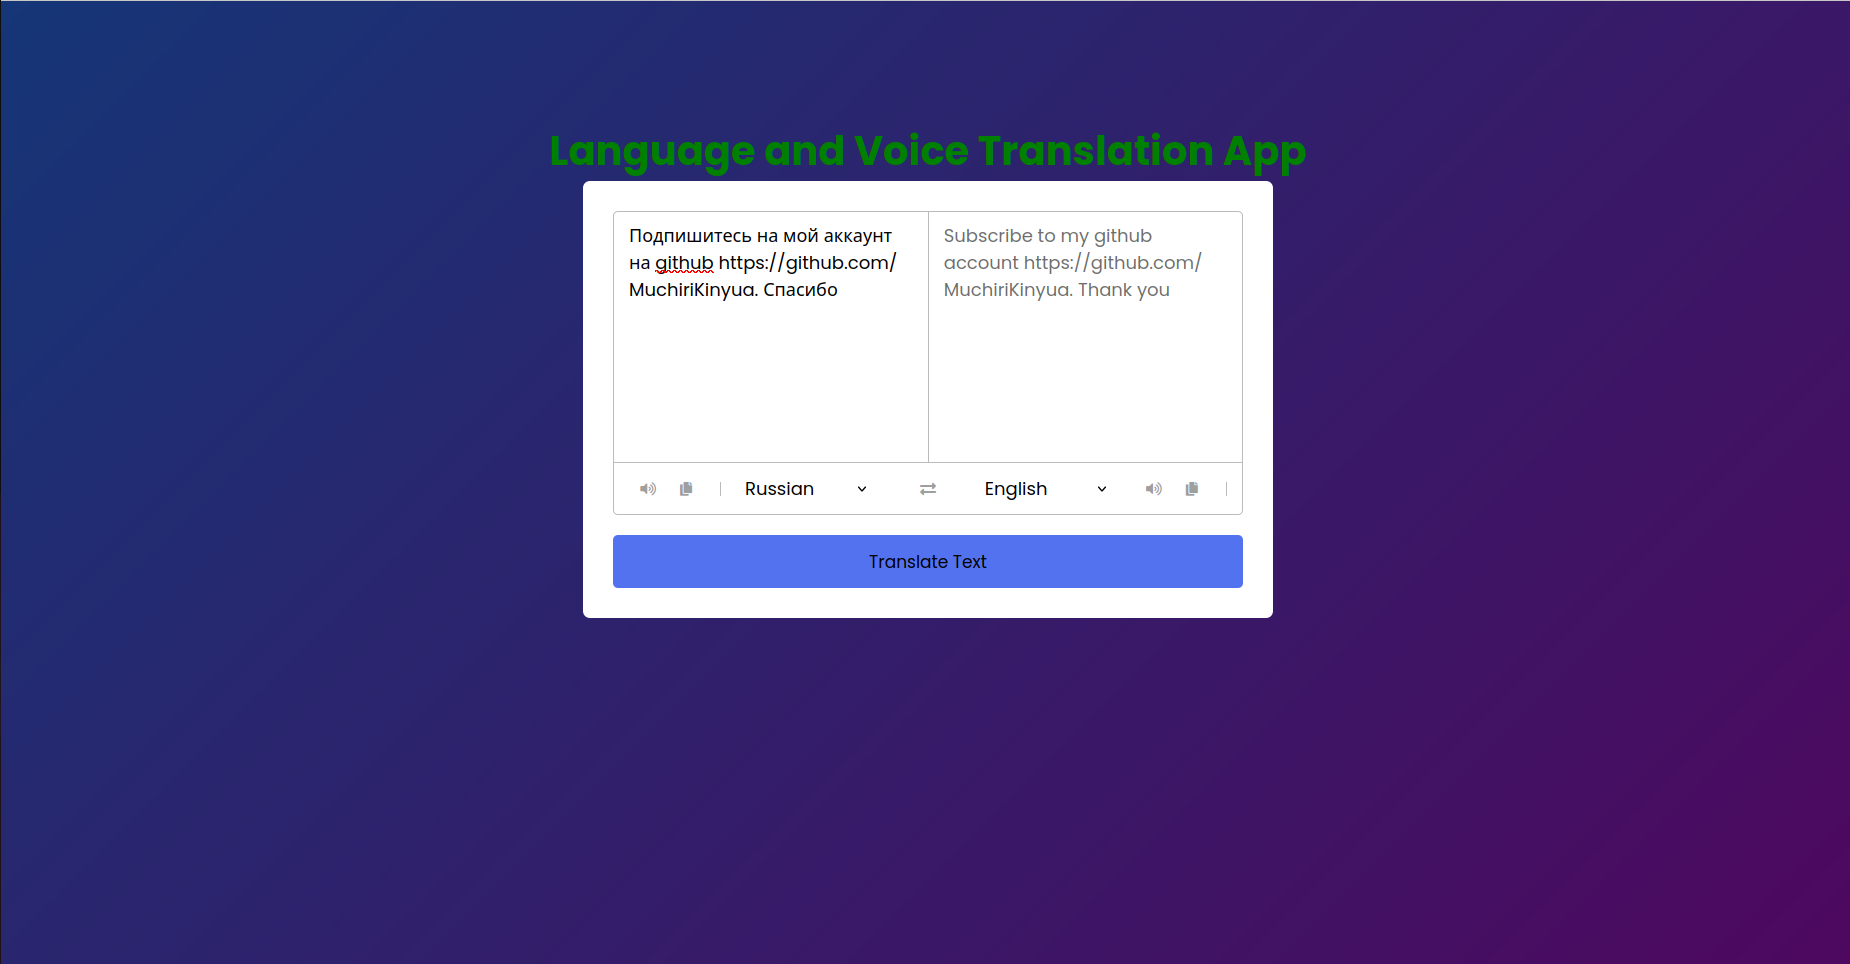 Language and Voice Translation App
Подпишитесь на мой аккаунт
на github https://github.com/
MuchiriKinyua. Спасибо
Subscribe to my github
account https://github.com/
MuchiriKinyua. Thank you
Russian
English
Translate Text